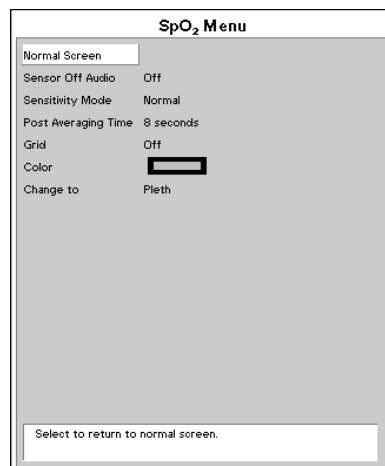 SpO₂ Menu
Normal Screen
Sensor Off Audio Off
Sensitivity Mode Normal
Post Averaging Time 8 seconds
Grid Off
Color
Change to Pleth
Select to return to normal screen.